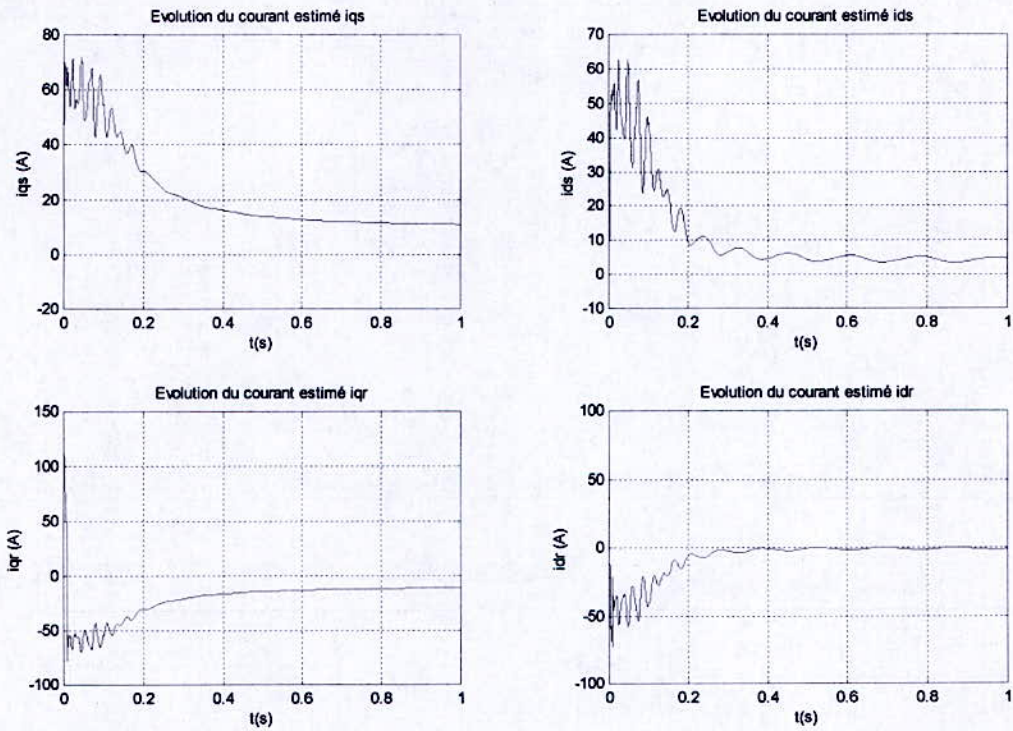 Evolution du courant estimé iqs
80
60
40
20
0
-20
iqs (A)
0 0.2 0.4 0.6 0.8 1
t(s)
Evolution du courant estimé ids
70
60
50
40
30
20
10
0
-10
ids (A)
0 0.2 0.4 0.6 0.8 1
t(s)
Evolution du courant estimé iqr
150
100
50
0
-50
-100
iqr (A)
0 0.2 0.4 0.6 0.8 1
t(s)
Evolution du courant estimé idr
100
50
0
-50
-100
idr (A)
0 0.2 0.4 0.6 0.8 1
t(s)